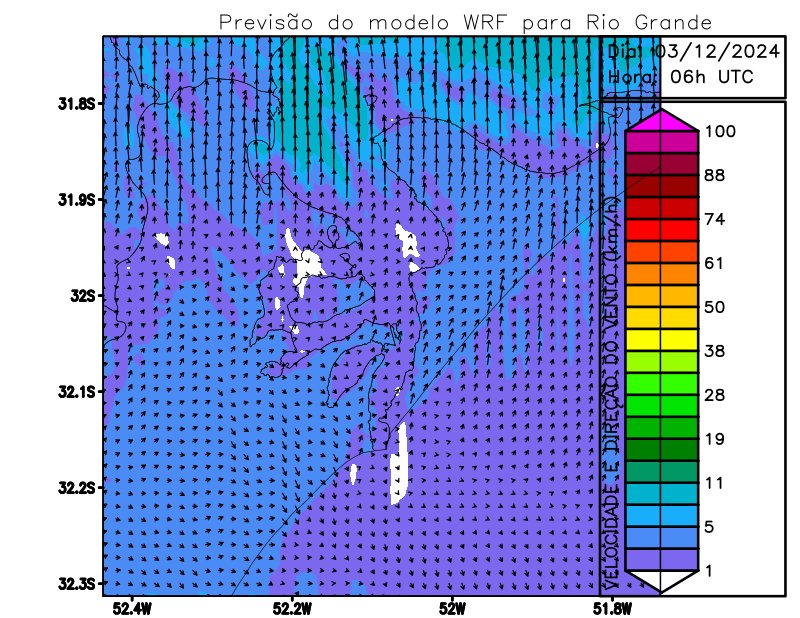 Previsão do modelo WRF para Rio Grande
Dia: 03/12/2024
Hora: 06h UTC
31.8S
31.9S
32S
32.1S
32.2S
32.3S
52.4W
52.2W
52W
51.8W
VELOCIDADE E DIREÇÃO DO VENTO (km/h)
100
88
74
61
50
38
28
19
11
5
1